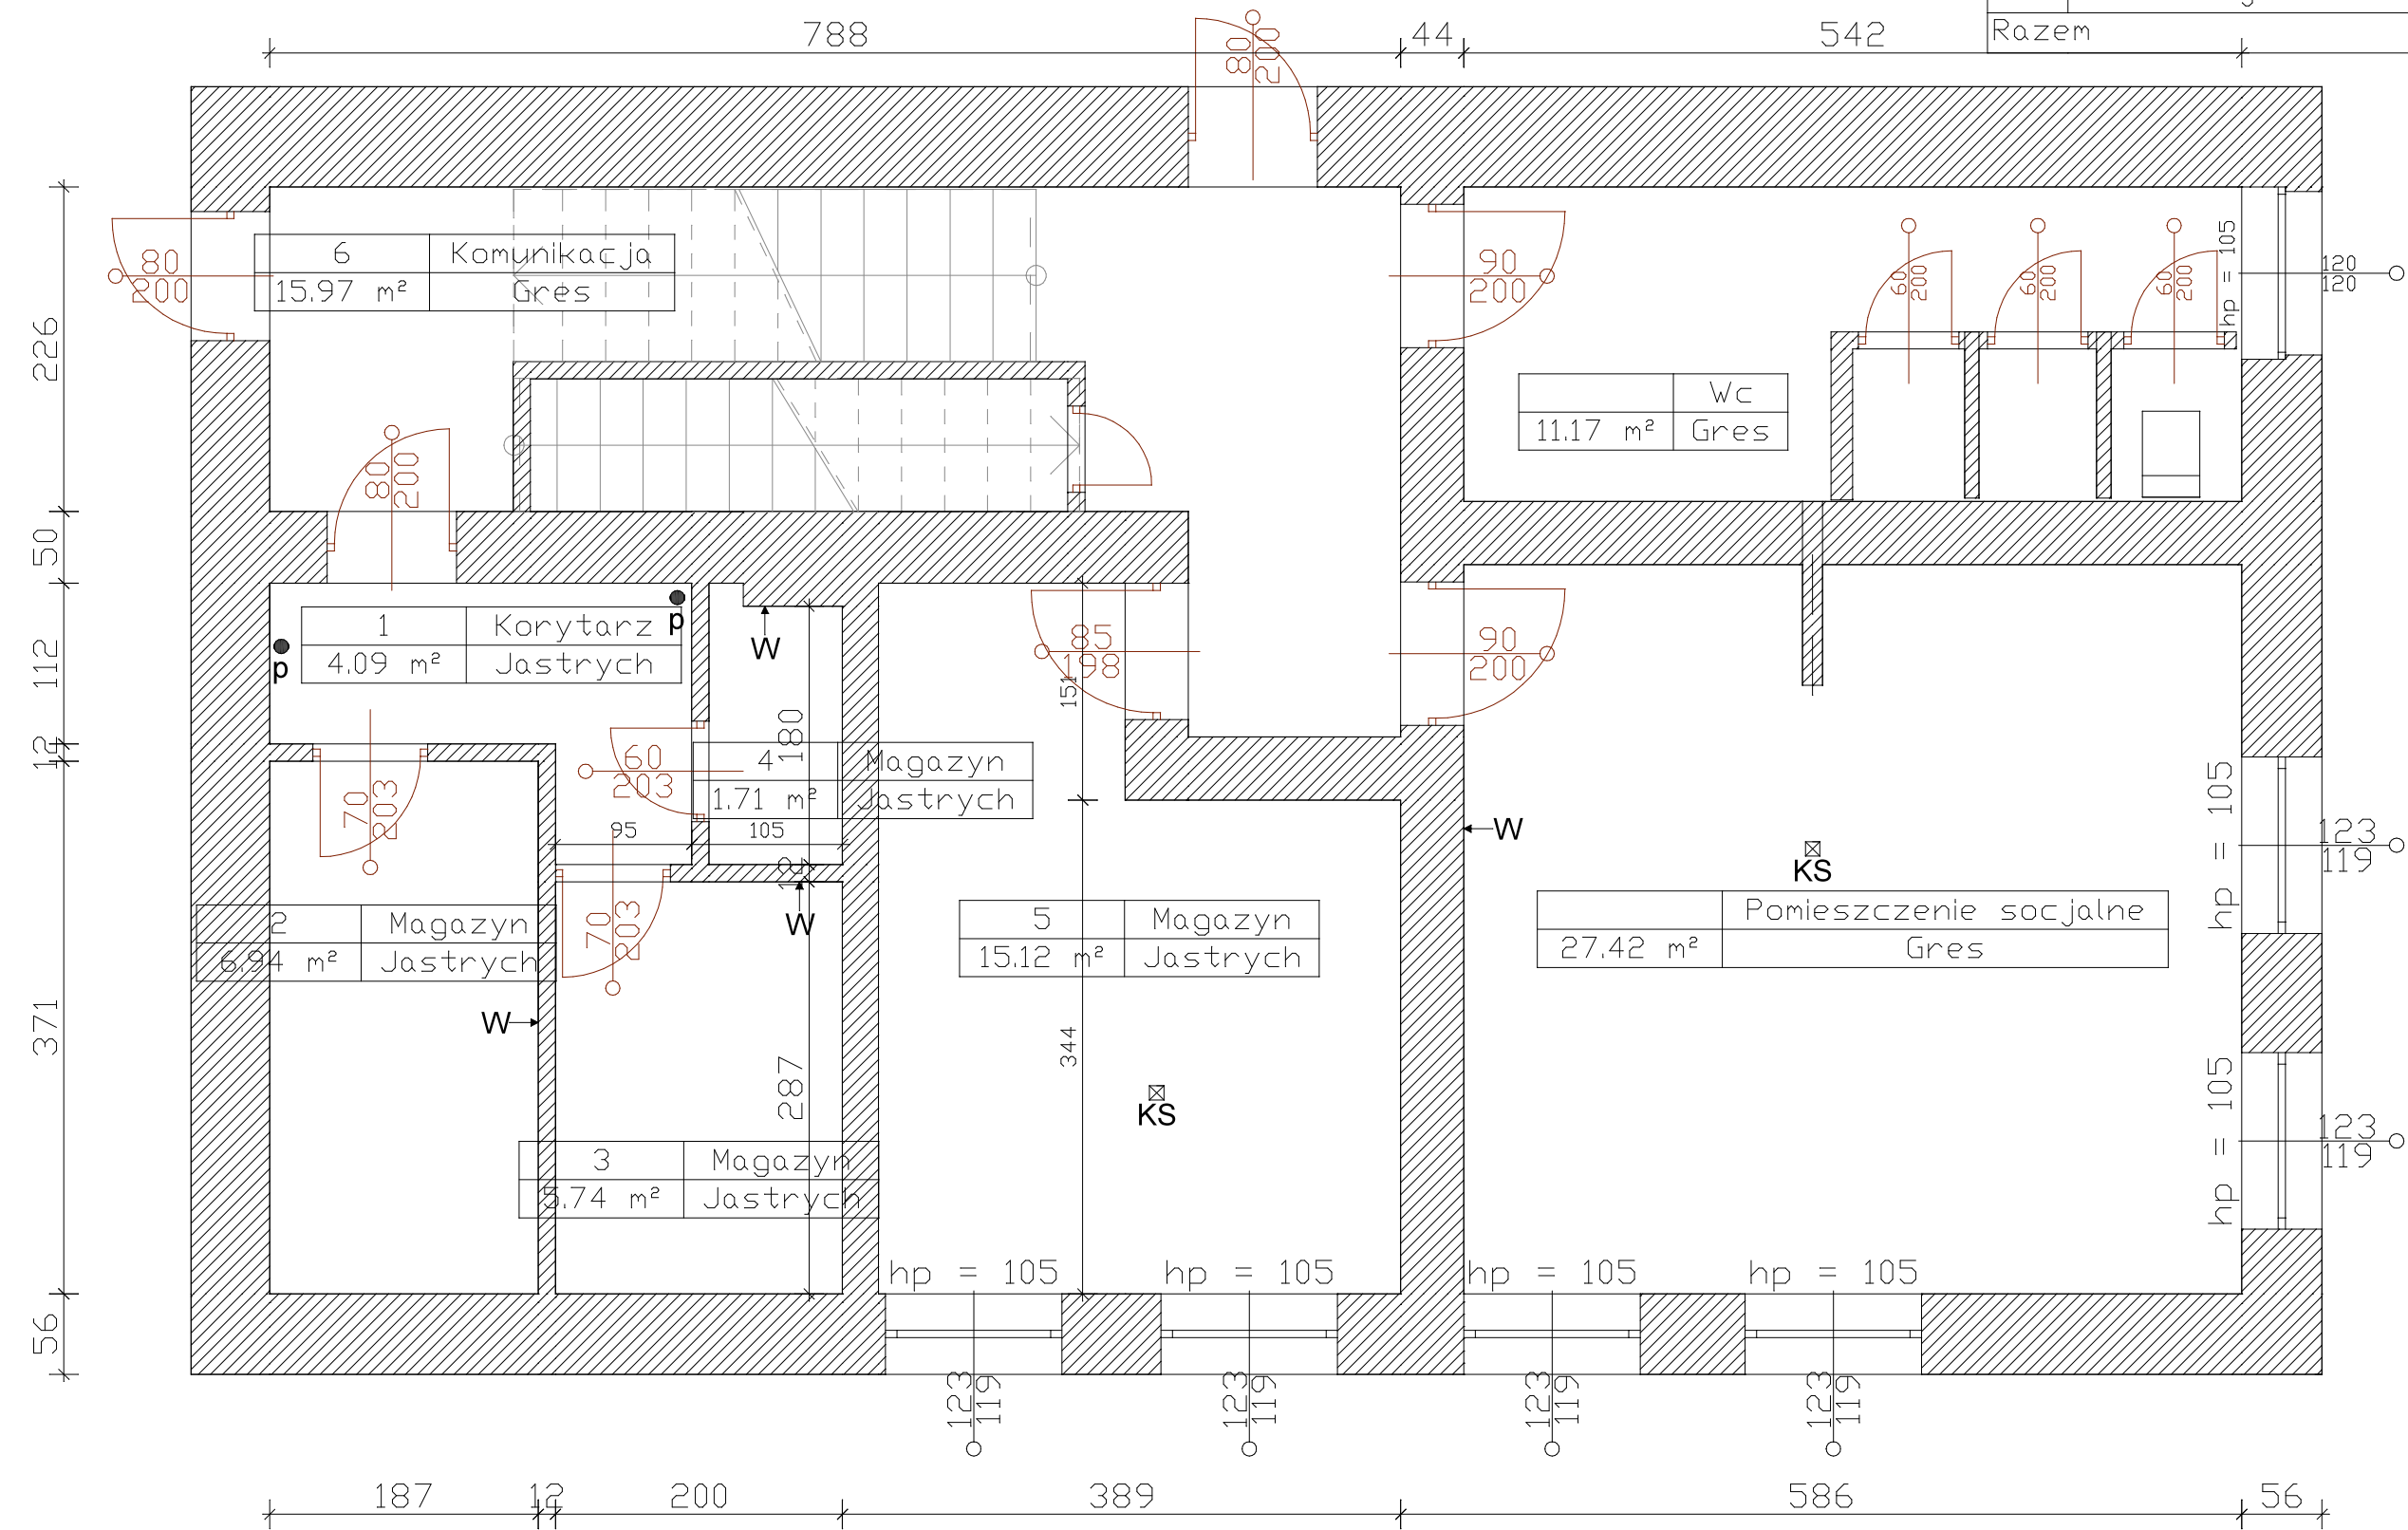 Razem
788
44
542
80
200
80
200
6 Komunikacja
15.97 m² Gres
90
200
60
200
60
200
60
200
hp = 105
120
120
226
Wc
11.17 m² Gres
80
200
50
112
12
371
56
p
1 Korytarz
4.09 m² Jastrych
p
W
180
85
198
151
90
200
70
203
60
203
4 Magazyn
1.71 m² Jastrych
95
105
12
W
KS
hp = 105
123
119
2 Magazyn
6.94 m² Jastrych
70
203
W
5 Magazyn
15.12 m² Jastrych
Pomieszczenie socjalne
27.42 m² Gres
W
344
287
KS
hp = 105
123
119
3 Magazyn
5.74 m² Jastrych
hp = 105
hp = 105
hp = 105
hp = 105
123
119
123
119
123
119
123
119
187
12
200
389
586
56